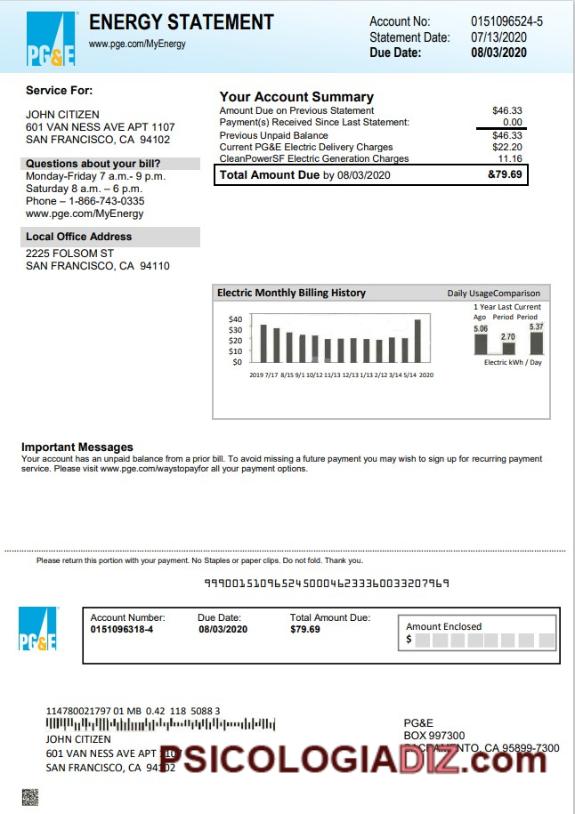 PG&E
ENERGY STATEMENT
www.pge.com/MyEnergy
Account No: 0151096524-5
Statement Date: 07/13/2020
Due Date: 08/03/2020
Service For:
JOHN CITIZEN
601 VAN NESS AVE APT 1107
SAN FRANCISCO, CA 94102
Questions about your bill?
Monday-Friday 7 a.m.- 9 p.m.
Saturday 8 a.m. – 6 p.m.
Phone – 1-866-743-0335
www.pge.com/MyEnergy
Local Office Address
2225 FOLSOM ST
SAN FRANCISCO, CA 94110
Your Account Summary
Amount Due on Previous Statement $46.33
Payment(s) Received Since Last Statement: 0.00
Previous Unpaid Balance $46.33
Current PG&E Electric Delivery Charges $22.20
CleanPowerSF Electric Generation Charges 11.16
Total Amount Due by 08/03/2020 &79.69
Electric Monthly Billing History
$40
$30
$20
$10
$0
2019 7/17 8/15 9/1 10/12 11/13 12/13 1/13 2/12 3/14 5/14 2020
Daily UsageComparison
1 Year Last Current
Ago Period Period
5.06 2.70 5.37
Electric kWh / Day
Important Messages
Your account has an unpaid balance from a prior bill. To avoid missing a future payment you may wish to sign up for recurring payment
service. Please visit www.pge.com/waystopayfor all your payment options.
Please return this portion with your payment. No Staples or paper clips. Do not fold. Thank you.
99900151096524500046233360033207969
PG&E
Account Number: Due Date: Total Amount Due:
0151096318-4 08/03/2020 $79.69
Amount Enclosed
$
114780021797 01 MB 0.42 118 5088 3
JOHN CITIZEN
601 VAN NESS AVE APT 1107
SAN FRANCISCO, CA 94102
PG&E
BOX 997300
SACRAMENTO, CA 95899-7300
PSICOLOGIADIZ.com